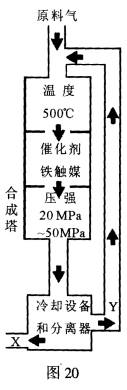 原料气
温度
500℃
催化剂
铁触媒
压强
20 MPa
~50MPa
合成塔
冷却设备
和分离器
Y
X
图 20